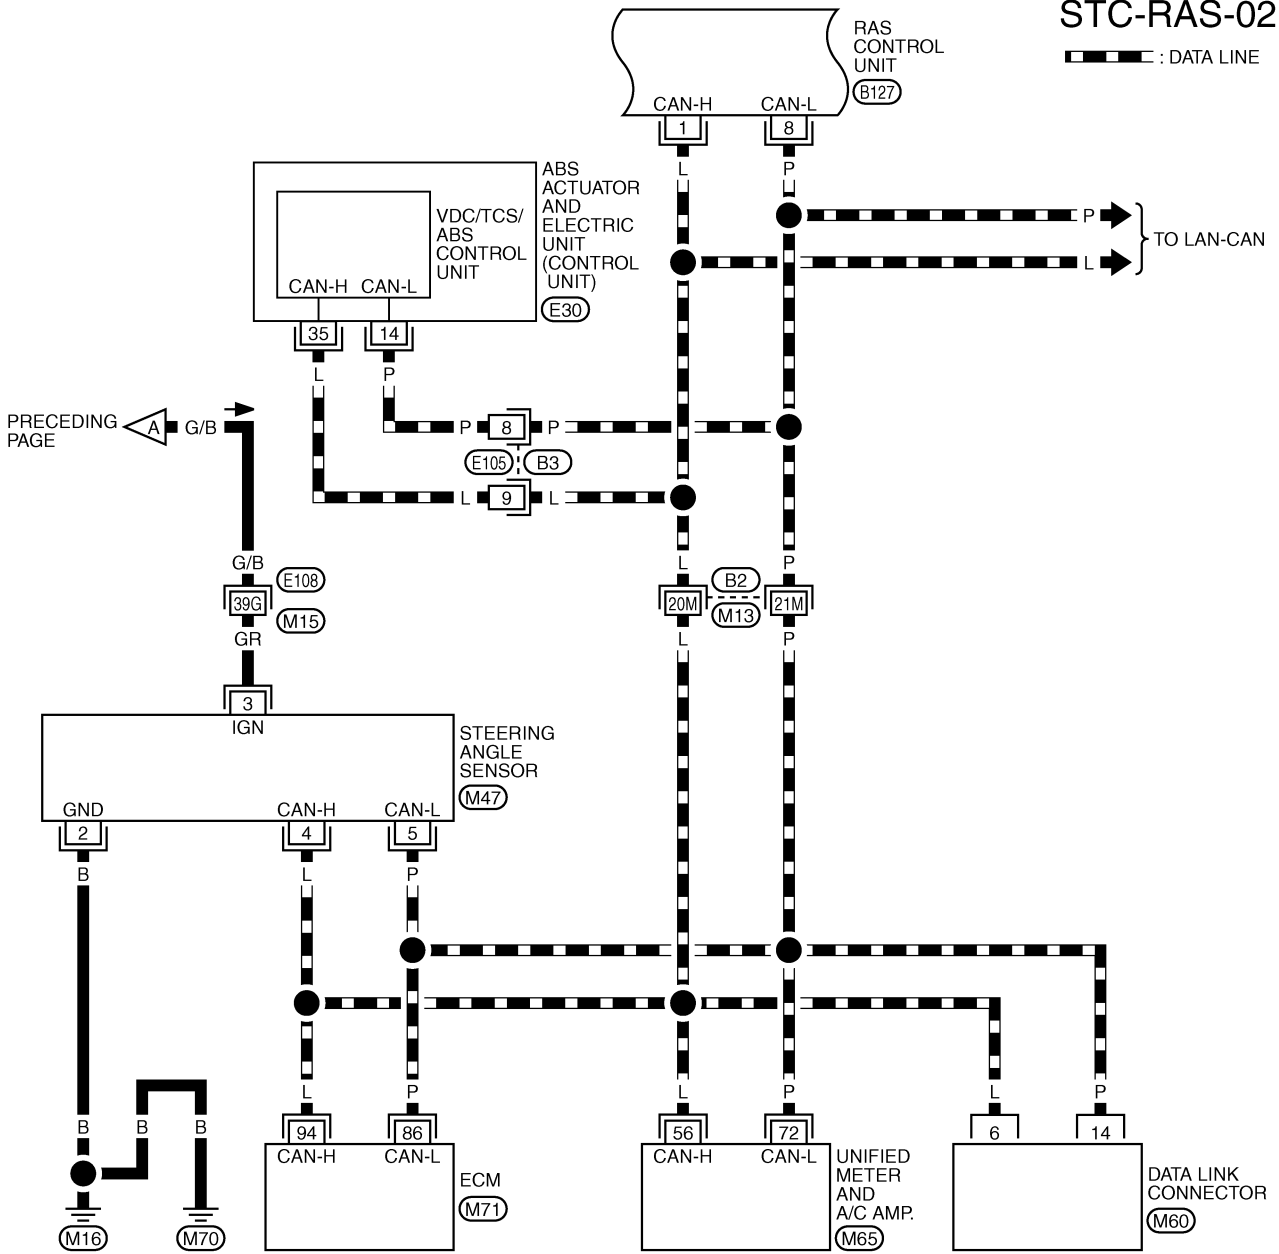 STC-RAS-02
: DATA LINE
RAS
CONTROL
UNIT
B127
CAN-H CAN-L
1 8
L P
P
L
TO LAN-CAN
ABS
ACTUATOR
AND
ELECTRIC
UNIT
(CONTROL
UNIT)
E30
VDC/TCS/
ABS
CONTROL
UNIT
CAN-H CAN-L
35 14
L P
PRECEDING
PAGE
A G/B
P 8 P
E105 B3
L 9 L
G/B
E108
39G
M15
GR
3
IGN
L P
B2
20M 21M
M13
L P
STEERING
ANGLE
SENSOR
M47
GND CAN-H CAN-L
2 4 5
B L P
L P L P L P
B B B
94 86 56 72 6 14
CAN-H CAN-L
ECM
M71
CAN-H CAN-L
UNIFIED
METER
AND
A/C AMP.
M65
DATA LINK
CONNECTOR
M60
M16 M70